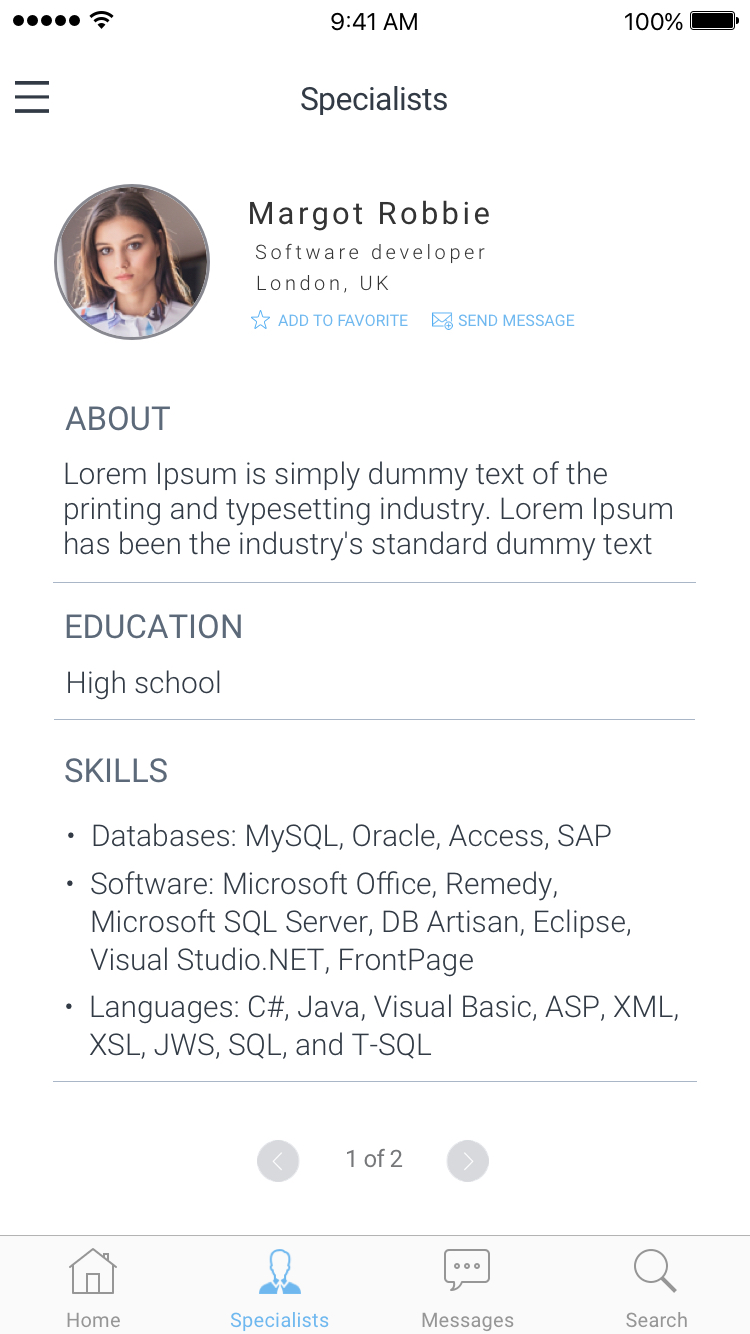 9:41 AM 100%
Specialists
Margot Robbie
Software developer
London, UK
ADD TO FAVORITE SEND MESSAGE
ABOUT
Lorem Ipsum is simply dummy text of the
printing and typesetting industry. Lorem Ipsum
has been the industry's standard dummy text
EDUCATION
High school
SKILLS
• Databases: MySQL, Oracle, Access, SAP
• Software: Microsoft Office, Remedy,
Microsoft SQL Server, DB Artisan, Eclipse,
Visual Studio.NET, FrontPage
• Languages: C#, Java, Visual Basic, ASP, XML,
XSL, JWS, SQL, and T-SQL
1 of 2
Home Specialists Messages Search